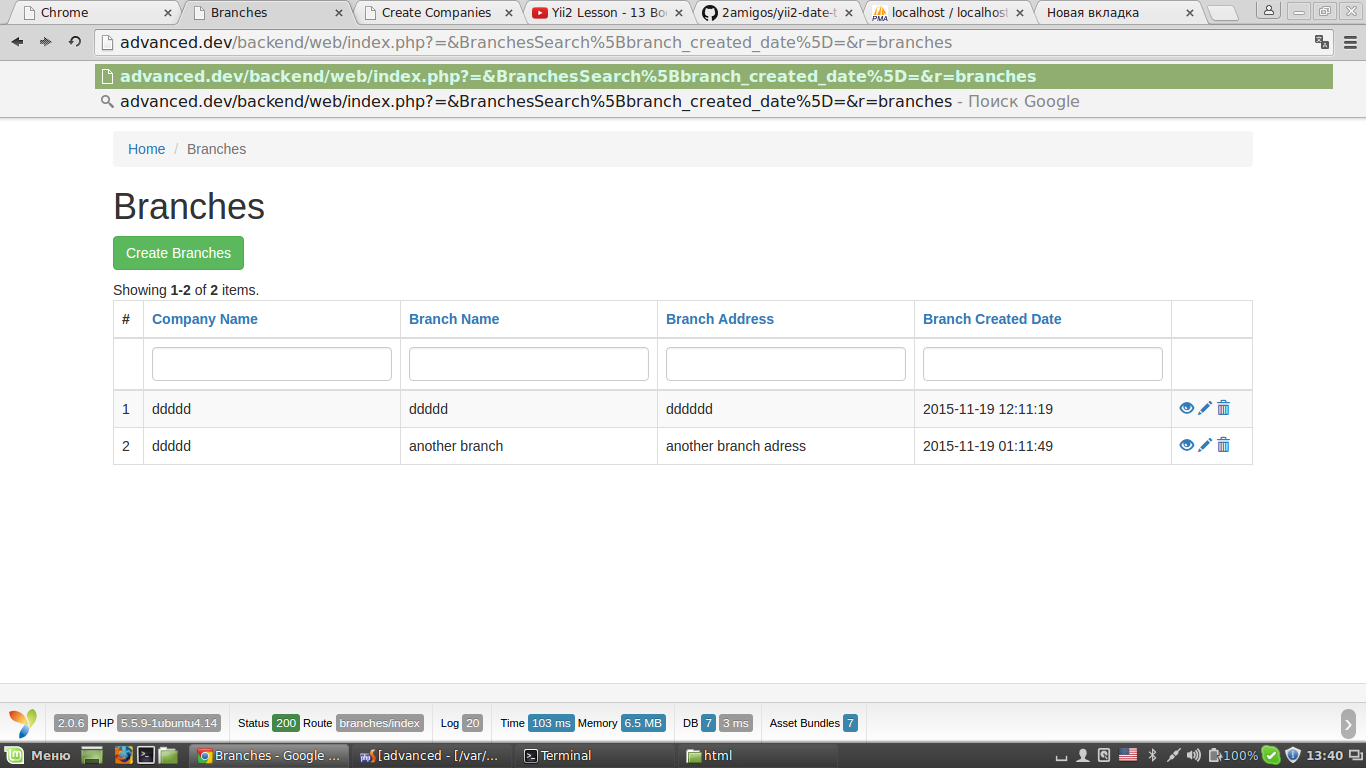 Chrome Branches Create Companies Yii2 Lesson - 13 Bo 2amigos/yii2-date-t localhost / localhost Новая вкладка
advanced.dev/backend/web/index.php?=&BranchesSearch%5Bbranch_created_date%5D=&r=branches
advanced.dev/backend/web/index.php?=&BranchesSearch%5Bbranch_created_date%5D=&r=branches
advanced.dev/backend/web/index.php?=&BranchesSearch%5Bbranch_created_date%5D=&r=branches - Поиск Google
Home / Branches
Branches
Create Branches
Showing 1-2 of 2 items.
# Company Name Branch Name Branch Address Branch Created Date
1 ddddd ddddd dddddd 2015-11-19 12:11:19
2 ddddd another branch another branch adress 2015-11-19 01:11:49
2.0.6 PHP 5.5.9-1ubuntu4.14 Status 200 Route branches/index Log 20 Time 103 ms Memory 6.5 MB DB 7 3 ms Asset Bundles 7
Меню Branches - Google ... [advanced - [/var/... Terminal html 100% 13:40